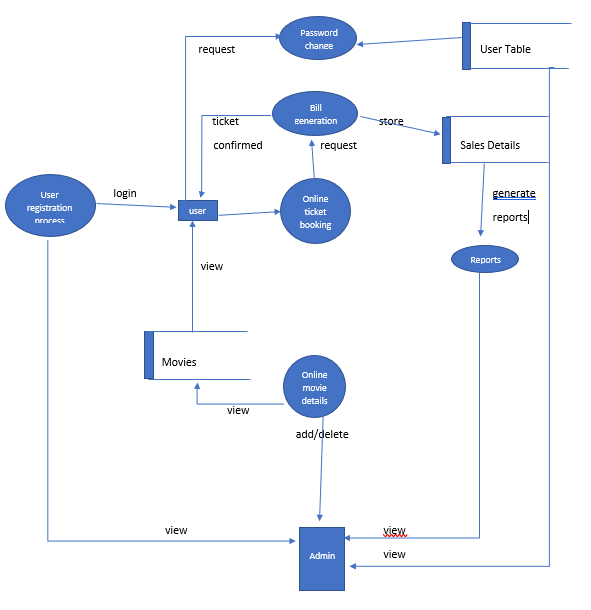 Password
change
request
User Table
Bill
generation
ticket
store
confirmed
request
Sales Details
User
registration
process
login
user
Online
ticket
booking
generate
reports
Reports
view
Movies
Online
movie
details
view
add/delete
view
view
view
Admin